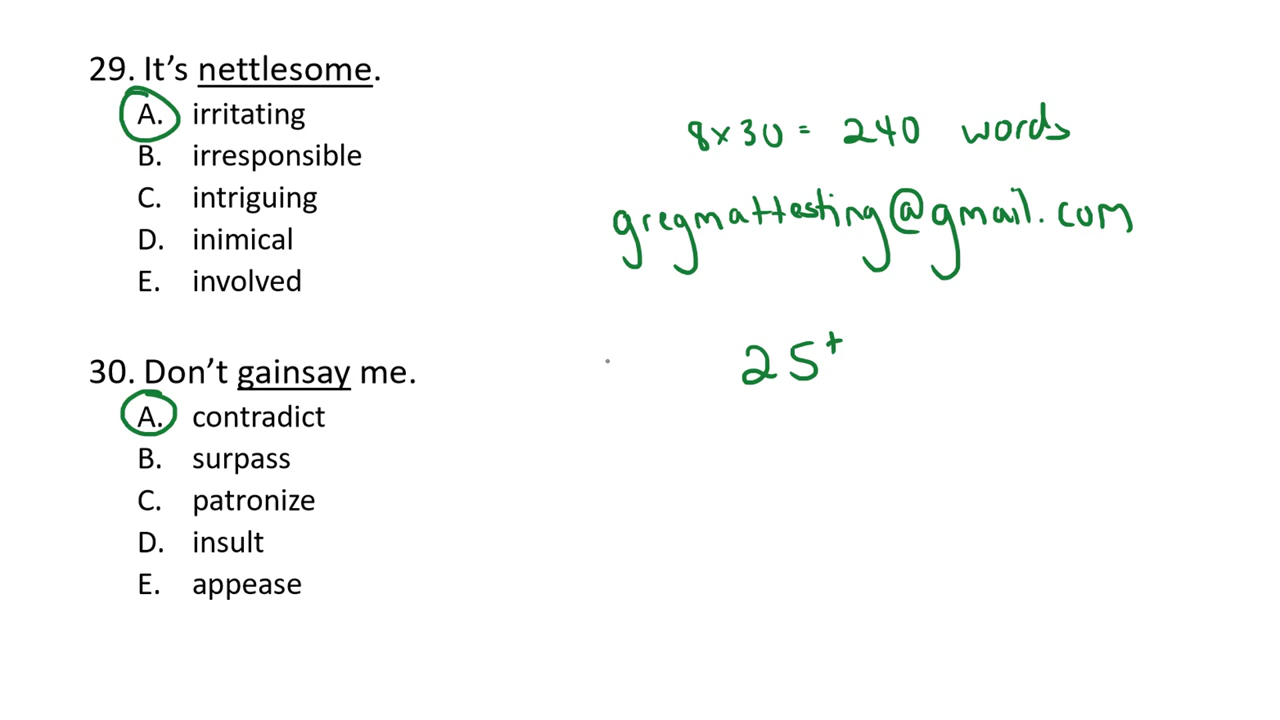 29. It's nettlesome.
A. irritating
B. irresponsible
C. intriguing
D. inimical
E. involved
30. Don't gainsay me.
A. contradict
B. surpass
C. patronize
D. insult
E. appease
8x30 = 240 words
gregmattesting@gmail.com
25+